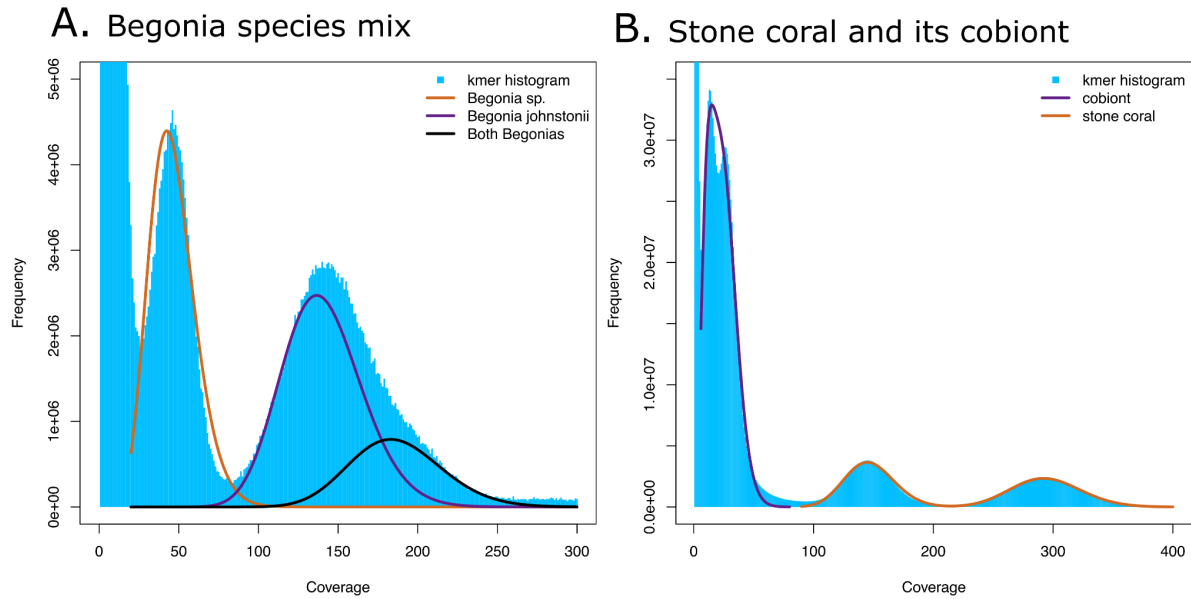 A. Begonia species mix
kmer histogram
Begonia sp.
Begonia johnstonii
Both Begonias
Frequency
0e+00
1e+06
2e+06
3e+06
4e+06
5e+06
0
50
100
150
200
250
300
Coverage
B. Stone coral and its cobiont
kmer histogram
cobiont
stone coral
Frequency
0.0e+00
1.0e+07
2.0e+07
3.0e+07
0
100
200
300
400
Coverage